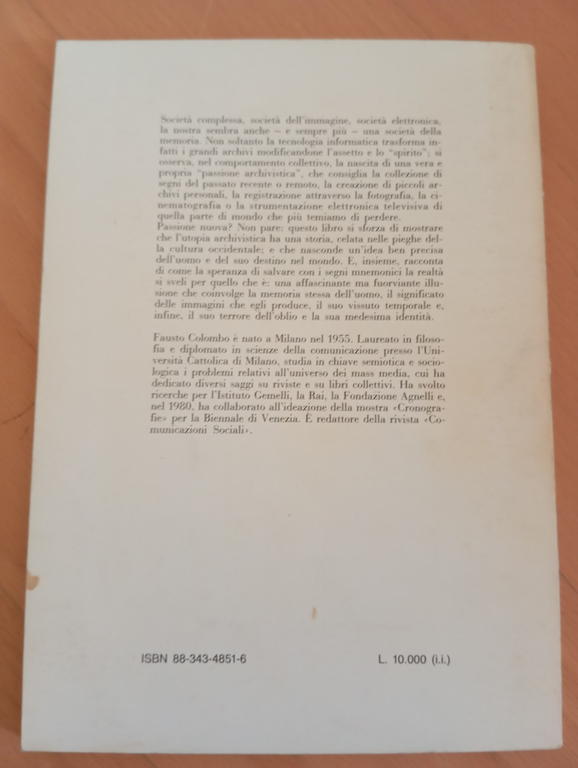 Società complessa, società dell'immagine, società elettronica,
la nostra sembra anche – e sempre più – una società della
memoria. Non soltanto la tecnologia informatica trasforma in-
fatti i grandi archivi modificandone l'assetto e lo "spirito"; si
osserva, nel comportamento collettivo, la nascita di una vera e
propria "passione archivistica", che consiglia la collezione di
segni del passato recente o remoto, la creazione di piccoli ar-
chivi personali, la registrazione attraverso la fotografia, la ci-
nematografia o la strumentazione elettronica televisiva di
quella parte di mondo che più temiamo di perdere.
Passione nuova? Non pare: questo libro si sforza di mostrare
che l'utopia archivistica ha una storia, celata nelle pieghe del-
la cultura occidentale; e che nasconde un'idea ben precisa
dell'uomo e del suo destino nel mondo. E, insieme, racconta
di come la speranza di salvare con i segni mnemonici la realtà
si sveli per quello che è: una affascinante ma fuorviante illu-
sione che coinvolge la memoria stessa dell'uomo, il significato
delle immagini che egli produce, il suo vissuto temporale e,
infine, il suo terrore dell'oblio e la sua medesima identità.
Fausto Colombo è nato a Milano nel 1955. Laureato in filoso-
fia e diplomato in scienze della comunicazione presso l'Uni-
versità Cattolica di Milano, studia in chiave semiotica e socio-
logica i problemi relativi all'universo dei mass media, cui ha
dedicato diversi saggi su riviste e su libri collettivi. Ha svolto
ricerche per l'Istituto Gemelli, la Rai, la Fondazione Agnelli e,
nel 1980, ha collaborato all'ideazione della mostra «Cronogra-
fie» per la Biennale di Venezia. È redattore della rivista «Co-
municazioni Sociali».
ISBN 88-343-4851-6
L. 10.000 (i.i.)